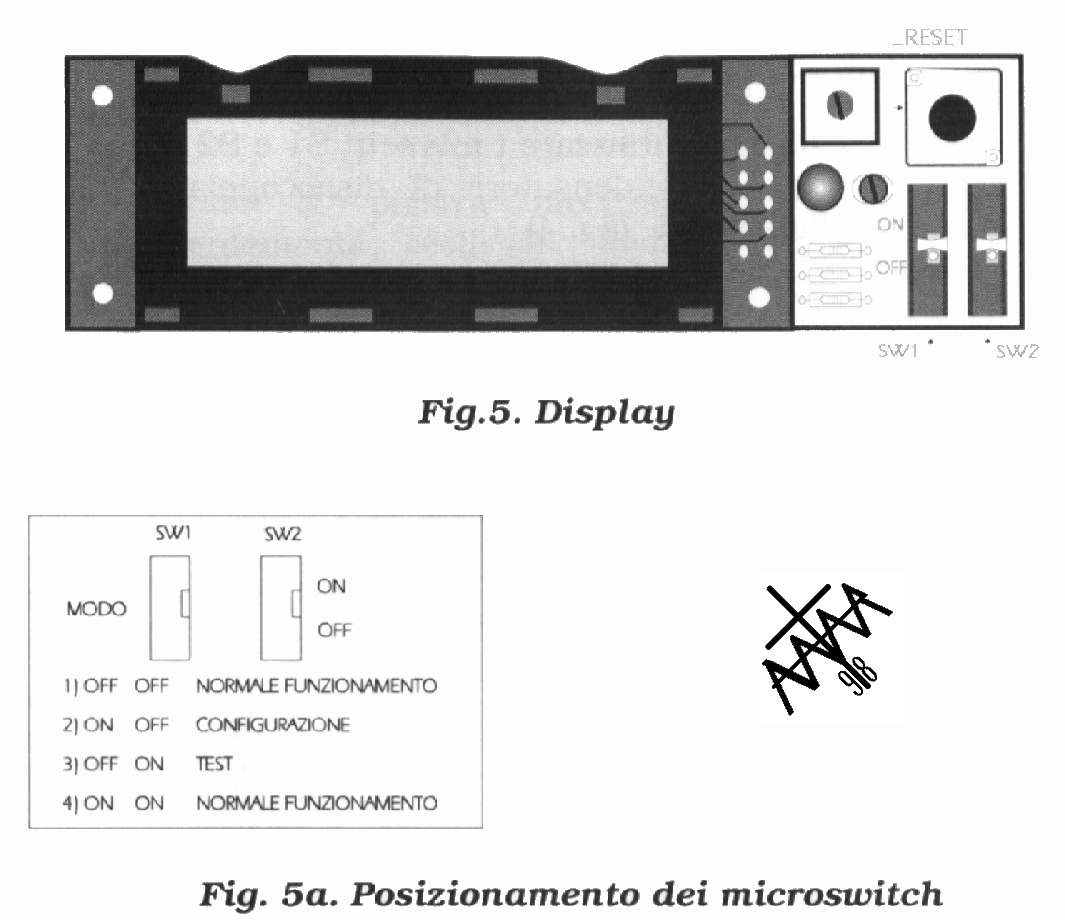 _RESET
ON
OFF
SW1
SW2
Fig.5. Display
SW1 SW2
ON
MODO
OFF
1) OFF OFF NORMALE FUNZIONAMENTO
2) ON OFF CONFIGURAZIONE
3) OFF ON TEST
4) ON ON NORMALE FUNZIONAMENTO
98
Fig. 5a. Posizionamento dei microswitch